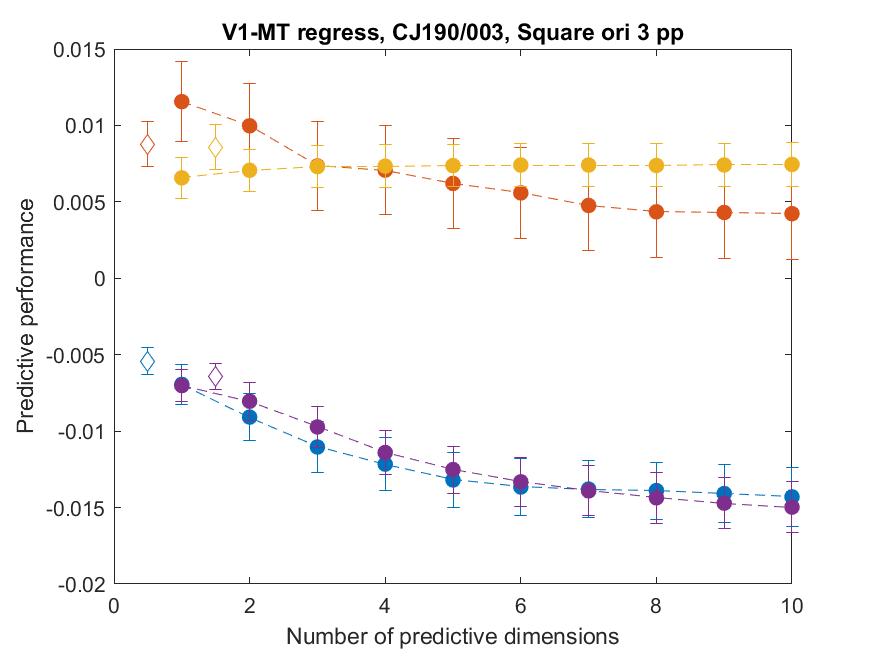 V1-MT regress, CJ190/003, Square ori 3 pp
0.015
0.01
0.005
0
-0.005
-0.01
-0.015
-0.02
Predictive performance
0 2 4 6 8 10
Number of predictive dimensions